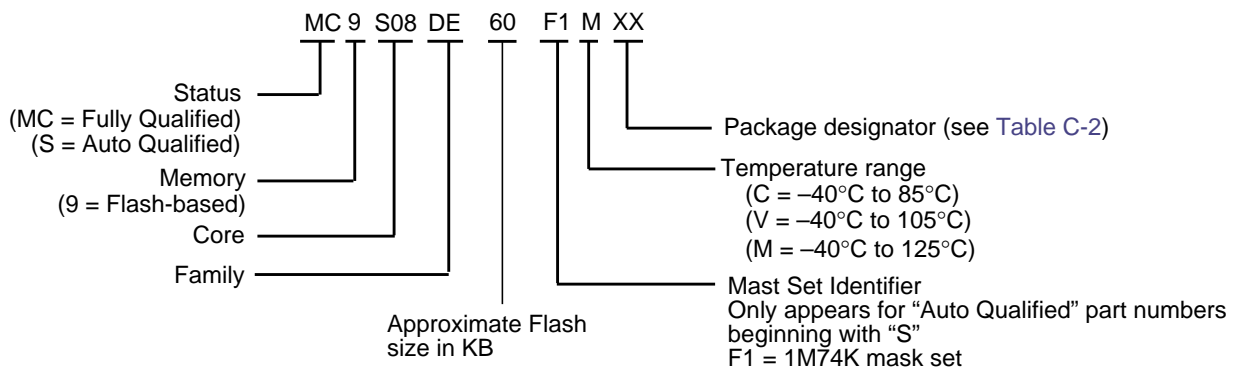 MC 9 S08 DE 60 F1 M XX
Status
(MC = Fully Qualified)
(S = Auto Qualified)
Memory
(9 = Flash-based)
Core
Family
Approximate Flash
size in KB
Package designator (see Table C-2)
Temperature range
(C = –40°C to 85°C)
(V = –40°C to 105°C)
(M = –40°C to 125°C)
Mast Set Identifier
Only appears for “Auto Qualified” part numbers
beginning with “S”
F1 = 1M74K mask set